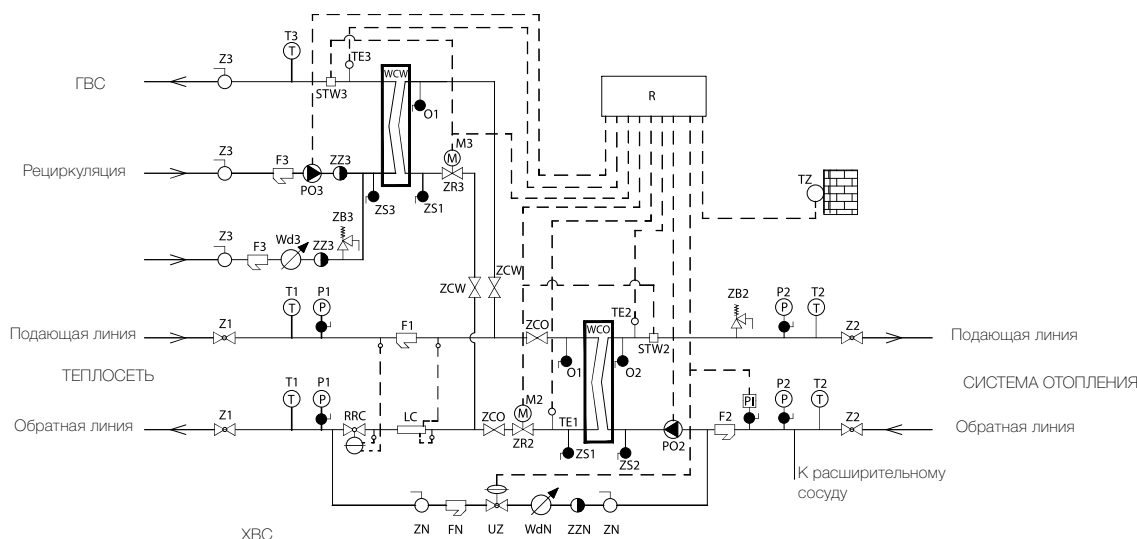 T3
Z3
TE3
WCW
ГВС
STW3
O1
R
Z3
F3
M3
M
Рециркуляция
PO3
ZZ3
ZR3
TZ
ZS3
ZS1
ZB3
Z3
F3
Wd3
ZZ3
ZCW
ZCW
T1
P1
TE2
ZB2
P2
T2
T
P
P
T
Подающая линия
Z1
F1
ZCO
WCO
STW2
Z2
Подающая линия
O1
O2
ТЕПЛОСЕТЬ
СИСТЕМА ОТОПЛЕНИЯ
T1
P1
M2
P2
T2
T
P
RRC
LC
ZCO
M
PI
P
T
Z1
TE1
F2
Z2
Обратная линия
Обратная линия
ZR2
ZS1
ZS2
PO2
К расширительному
сосуду
ZN
FN
UZ
WdN
ZZN
ZN
ХВС
T